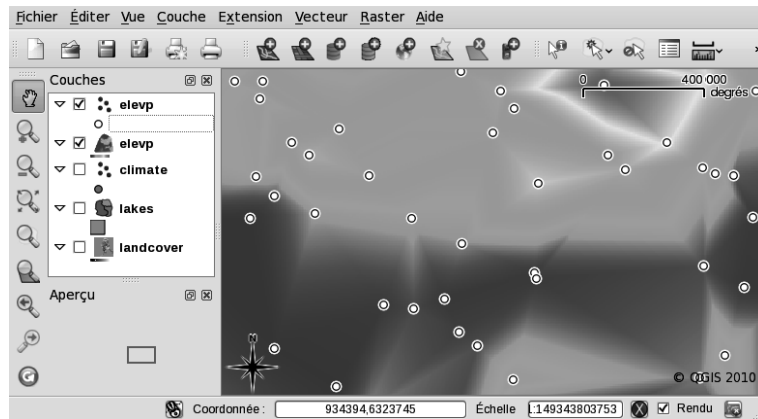 Fichier Éditer Vue Couche Extension Vecteur Raster Aide
Couches
elevp
elevp
climate
lakes
landcover
Aperçu
0 400 000
degrés
N
© QGIS 2010
Coordonnée : 934394,6323745 Échelle 1:149343803753 Rendu